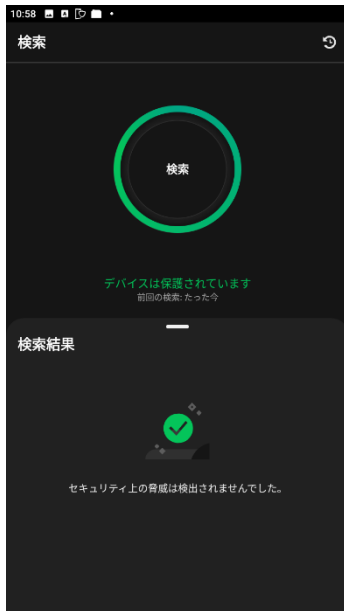 10:58
検索
検索
デバイスは保護されています
前回の検索: たった今
検索結果
セキュリティ上の脅威は検出されませんでした。